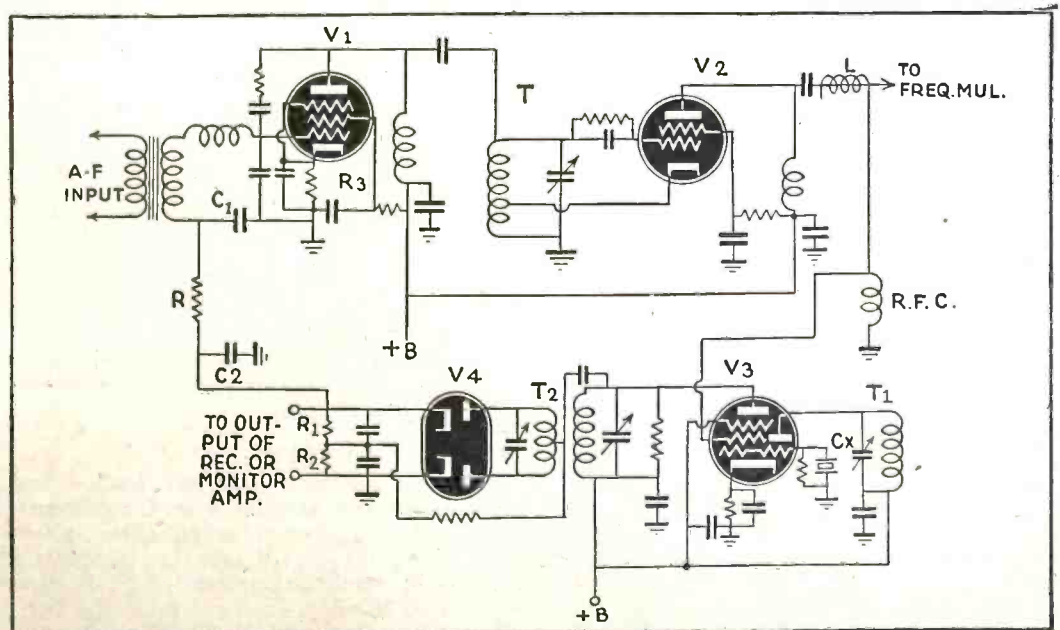 V1
V2
T
L
TO
FREQ.MUL.
A-F
INPUT
C1
R3
R.F.C.
R
+B
C2
V4
T2
V3
T1
TO OUT-
PUT OF
REC. OR
MONITOR
AMP.
R1
R2
Cx
+B